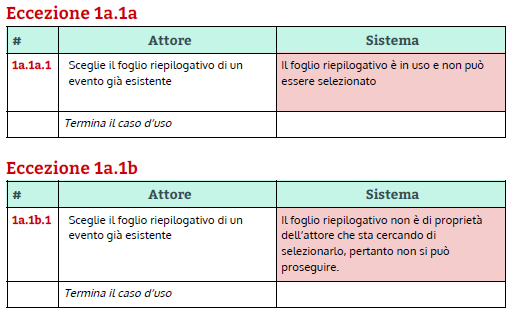 Eccezione 1a.1a
# Attore Sistema
1a.1a.1 Sceglie il foglio riepilogativo di un Il foglio riepilogativo è in uso e non può
evento già esistente essere selezionato
Termina il caso d'uso
Eccezione 1a.1b
# Attore Sistema
1a.1b.1 Sceglie il foglio riepilogativo di un Il foglio riepilogativo non è di proprietà
evento già esistente dell'attore che sta cercando di
selezionarlo, pertanto non si può
proseguire.
Termina il caso d'uso